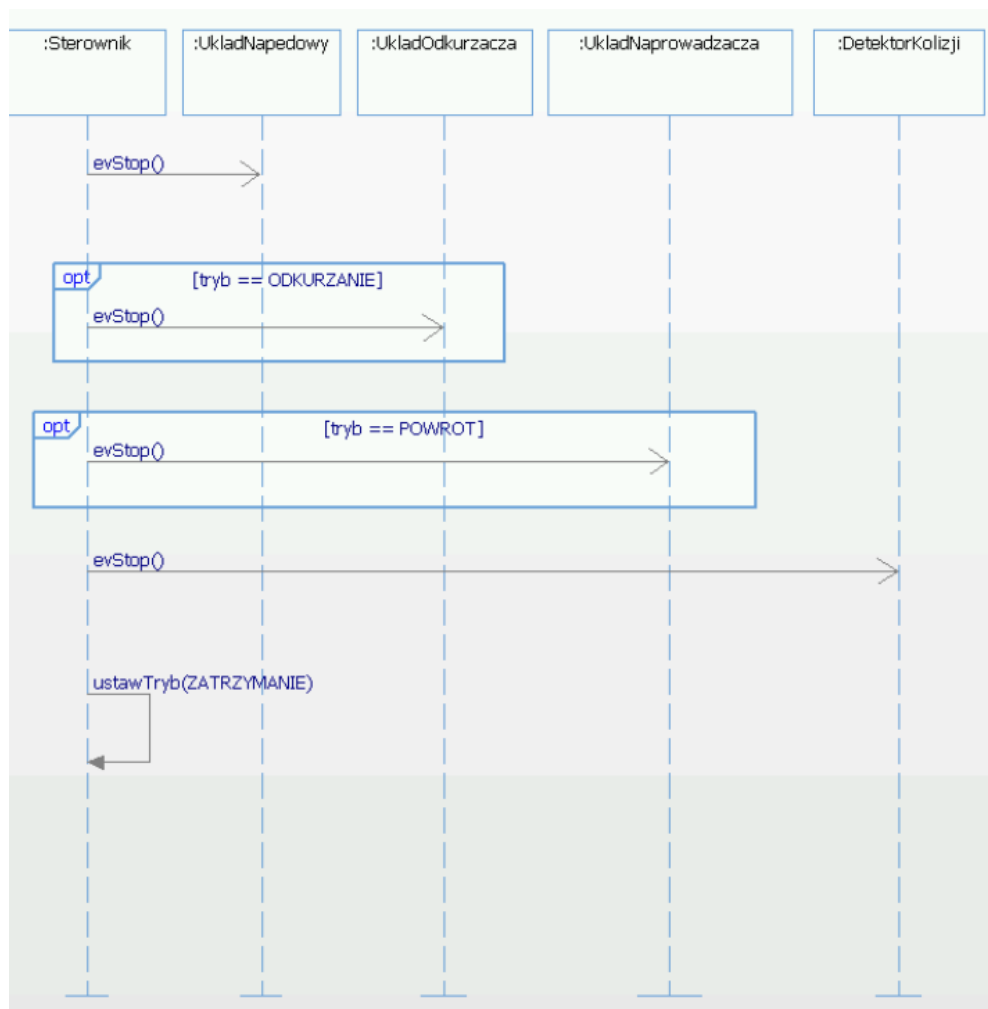 :Sterownik
:UkladNapedowy
:UkladOdkurzacza
:UkladNaprowadzacza
:DetektorKolizji
evStop()
opt
[tryb == ODKURZANIE]
evStop()
opt
[tryb == POWROT]
evStop()
evStop()
ustawTryb(ZATRZYMANIE)